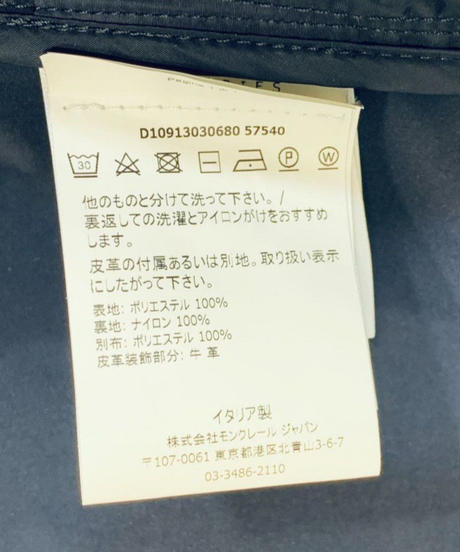 D10913030680 57540
30 P W
他のものと分けて洗って下さい。/
裏返しての洗濯とアイロンがけをおすすめ
します。
皮革の付属あるいは別地。取り扱い表示
にしたがって下さい。
表地: ポリエステル 100%
裏地: ナイロン 100%
別布: ポリエステル 100%
皮革装飾部分: 牛 革
イタリア製
株式会社モンクレール ジャパン
〒107-0061 東京都港区北青山3-6-7
03-3486-2110